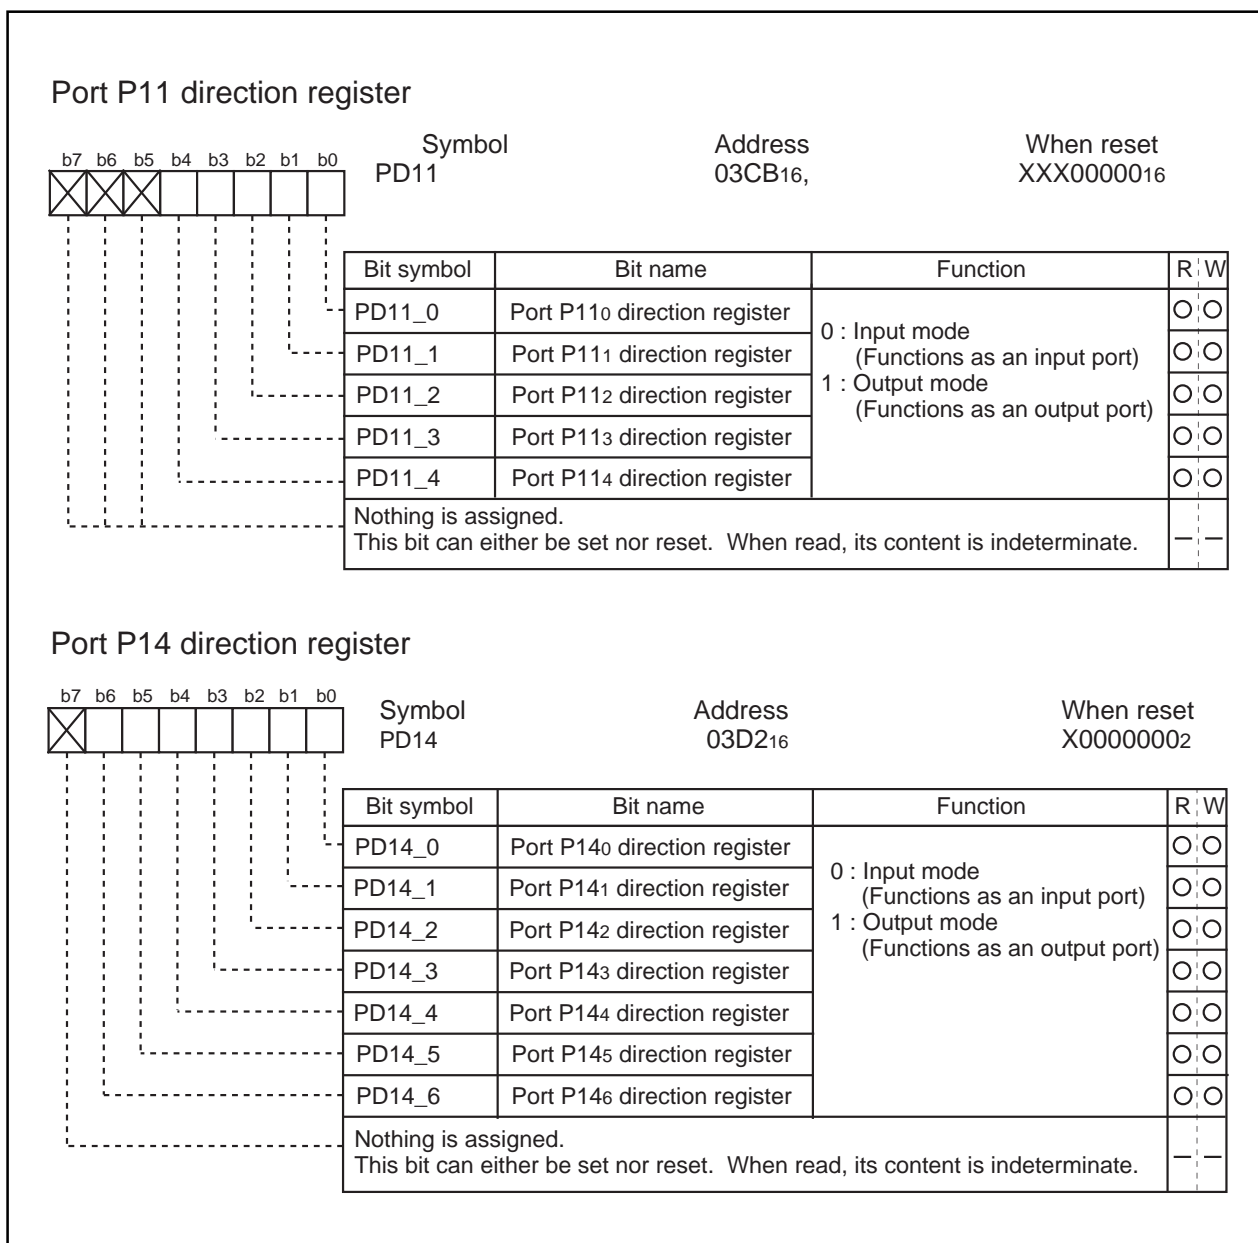 Port P11 direction register
Symbol Address When reset
b7 b6 b5 b4 b3 b2 b1 b0
PD11 03CB16, XXX0000016
Bit symbol Bit name Function R W
PD11_0 Port P110 direction register
0 : Input mode
(Functions as an input port)
1 : Output mode
(Functions as an output port)
PD11_1 Port P111 direction register
PD11_2 Port P112 direction register
PD11_3 Port P113 direction register
PD11_4 Port P114 direction register
Nothing is assigned.
This bit can either be set nor reset. When read, its content is indeterminate.
Port P14 direction register
b7 b6 b5 b4 b3 b2 b1 b0
Symbol Address When reset
PD14 03D216 X00000002
Bit symbol Bit name Function R W
PD14_0 Port P140 direction register
0 : Input mode
(Functions as an input port)
1 : Output mode
(Functions as an output port)
PD14_1 Port P141 direction register
PD14_2 Port P142 direction register
PD14_3 Port P143 direction register
PD14_4 Port P144 direction register
PD14_5 Port P145 direction register
PD14_6 Port P146 direction register
Nothing is assigned.
This bit can either be set nor reset. When read, its content is indeterminate.